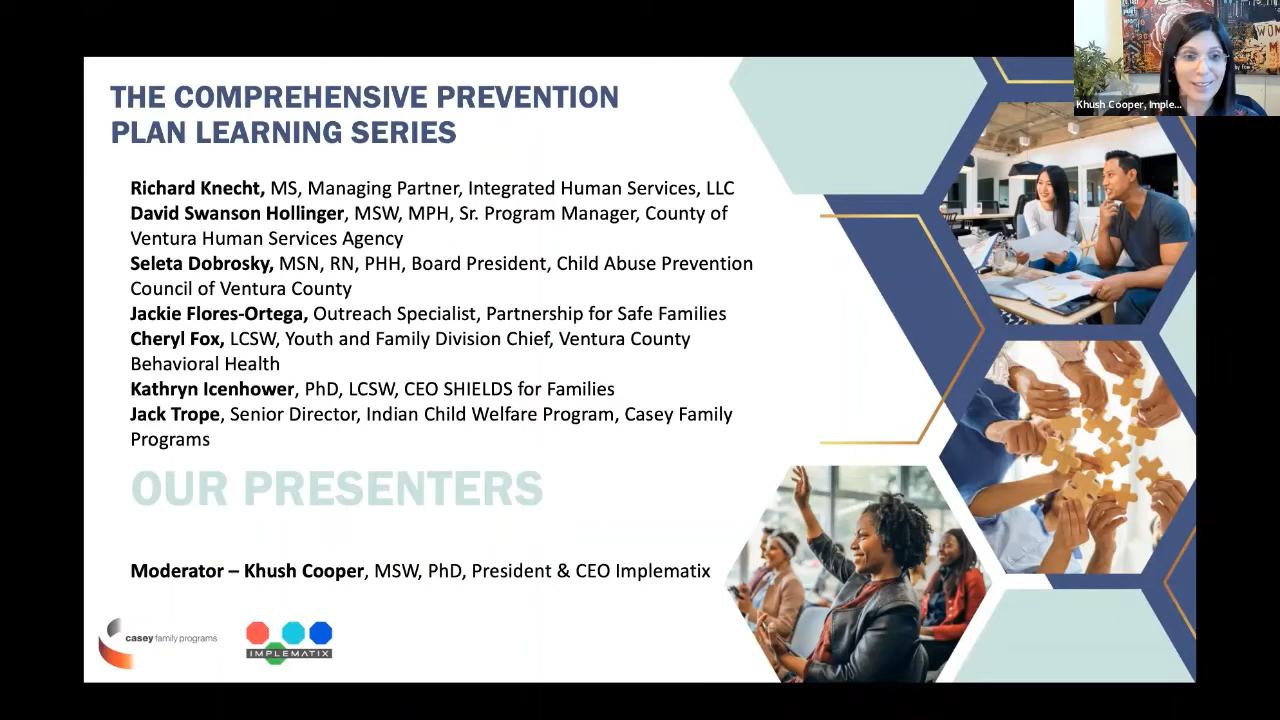 THE COMPREHENSIVE PREVENTION
PLAN LEARNING SERIES
Richard Knecht, MS, Managing Partner, Integrated Human Services, LLC
David Swanson Hollinger, MSW, MPH, Sr. Program Manager, County of
Ventura Human Services Agency
Seleta Dobrosky, MSN, RN, PHH, Board President, Child Abuse Prevention
Council of Ventura County
Jackie Flores-Ortega, Outreach Specialist, Partnership for Safe Families
Cheryl Fox, LCSW, Youth and Family Division Chief, Ventura County
Behavioral Health
Kathryn Icenhower, PhD, LCSW, CEO SHIELDS for Families
Jack Trope, Senior Director, Indian Child Welfare Program, Casey Family
Programs
OUR PRESENTERS
Moderator – Khush Cooper, MSW, PhD, President & CEO Implematix
casey family programs
IMPLEMATIX
Khush Cooper, Imple...